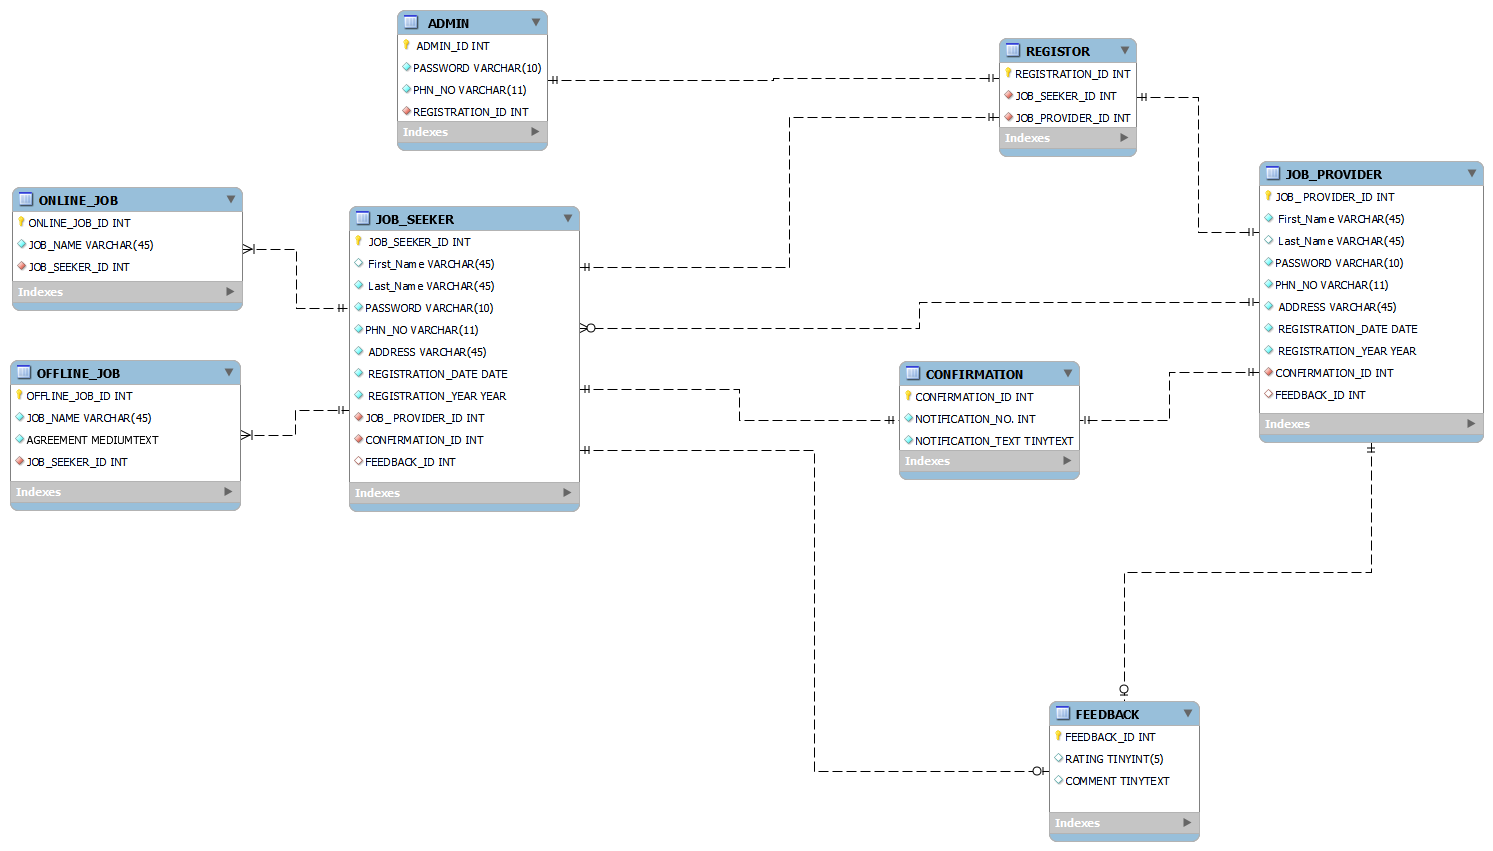 ADMIN
ADMIN_ID INT
PASSWORD VARCHAR(10)
PHN_NO VARCHAR(11)
REGISTRATION_ID INT
Indexes
REGISTOR
REGISTRATION_ID INT
JOB_SEEKER_ID INT
JOB_PROVIDER_ID INT
Indexes
JOB_PROVIDER
JOB_ PROVIDER_ID INT
First_Name VARCHAR(45)
Last_Name VARCHAR(45)
PASSWORD VARCHAR(10)
PHN_NO VARCHAR(11)
ADDRESS VARCHAR(45)
REGISTRATION_DATE DATE
REGISTRATION_YEAR YEAR
CONFIRMATION_ID INT
FEEDBACK_ID INT
Indexes
ONLINE_JOB
ONLINE_JOB_ID INT
JOB_NAME VARCHAR(45)
JOB_SEEKER_ID INT
Indexes
JOB_SEEKER
JOB_SEEKER_ID INT
First_Name VARCHAR(45)
Last_Name VARCHAR(45)
PASSWORD VARCHAR(10)
PHN_NO VARCHAR(11)
ADDRESS VARCHAR(45)
REGISTRATION_DATE DATE
REGISTRATION_YEAR YEAR
JOB_PROVIDER_ID INT
CONFIRMATION_ID INT
FEEDBACK_ID INT
Indexes
OFFLINE_JOB
OFFLINE_JOB_ID INT
JOB_NAME VARCHAR(45)
AGREEMENT MEDIUMTEXT
JOB_SEEKER_ID INT
Indexes
CONFIRMATION
CONFIRMATION_ID INT
NOTIFICATION_NO. INT
NOTIFICATION_TEXT TINYTEXT
Indexes
FEEDBACK
FEEDBACK_ID INT
RATING TINYINT(5)
COMMENT TINYTEXT
Indexes